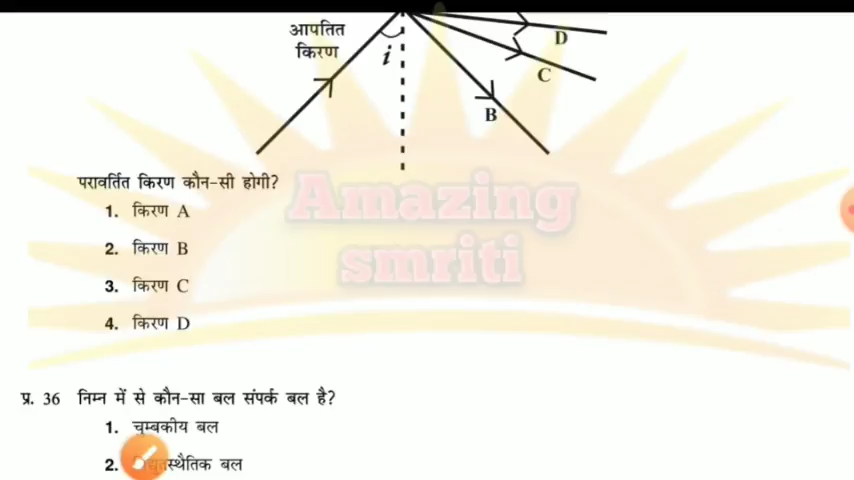 आपतित
किरण
i
D
C
B
परावर्तित किरण कौन-सी होगी?
1. किरण A
2. किरण B
3. किरण C
4. किरण D
Amazing
smriti
प्र. 36 निम्न में से कौन-सा बल संपर्क बल है?
1. चुम्बकीय बल
2. बल